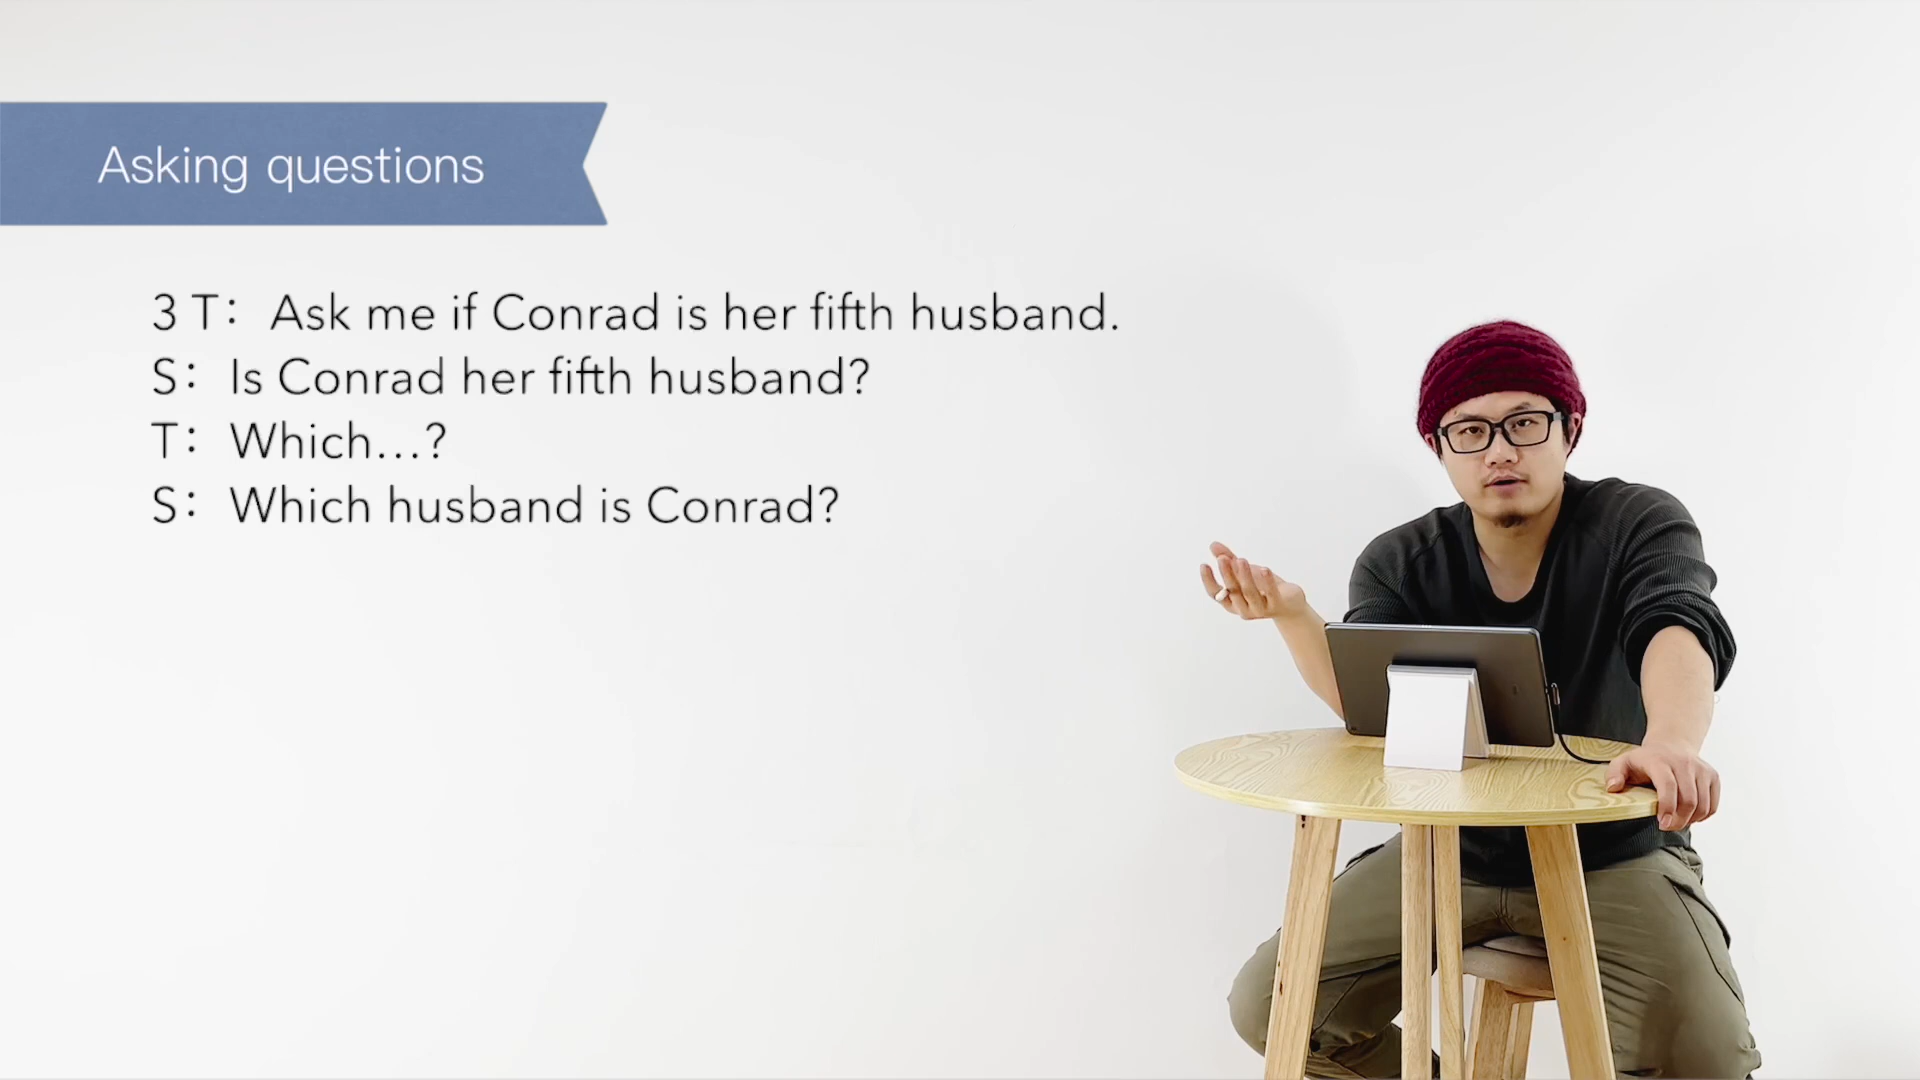 Asking questions
3 T： Ask me if Conrad is her fifth husband.
S： Is Conrad her fifth husband?
T： Which...?
S： Which husband is Conrad?